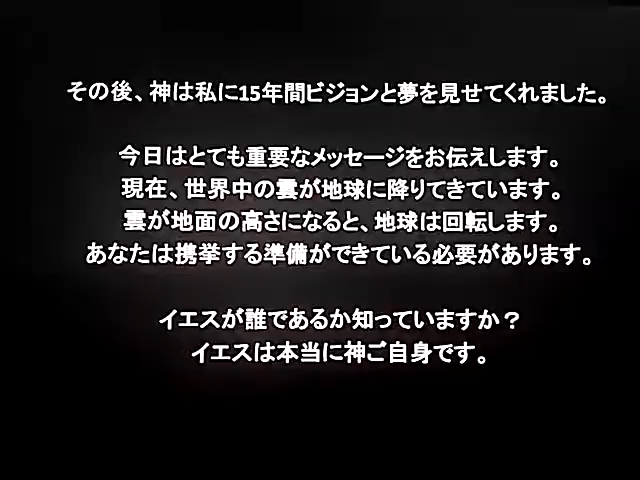 その後、神は私に15年間ビジョンと夢を見せてくれました。
今日はとても重要なメッセージをお伝えします。
現在、世界中の雲が地球に降りてきています。
雲が地面の高さになると、地球は回転します。
あなたは携挙する準備ができている必要があります。
イエスが誰であるか知っていますか？
イエスは本当に神ご自身です。